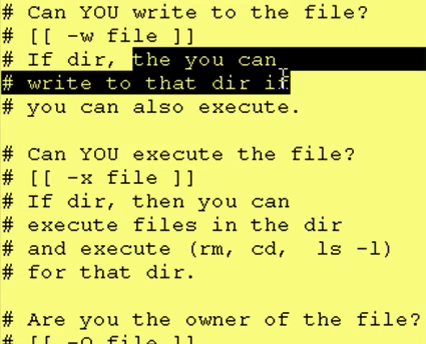 # Can YOU write to the file?
# [[ -w file ]]
# If dir, the you can
# write to that dir if
# you can also execute.
# Can YOU execute the file?
# [[ -x file ]]
# If dir, then you can
# execute files in the dir
# and execute (rm, cd,  ls -l)
# for that dir.
# Are you the owner of the file?
# [[ -O file ]]